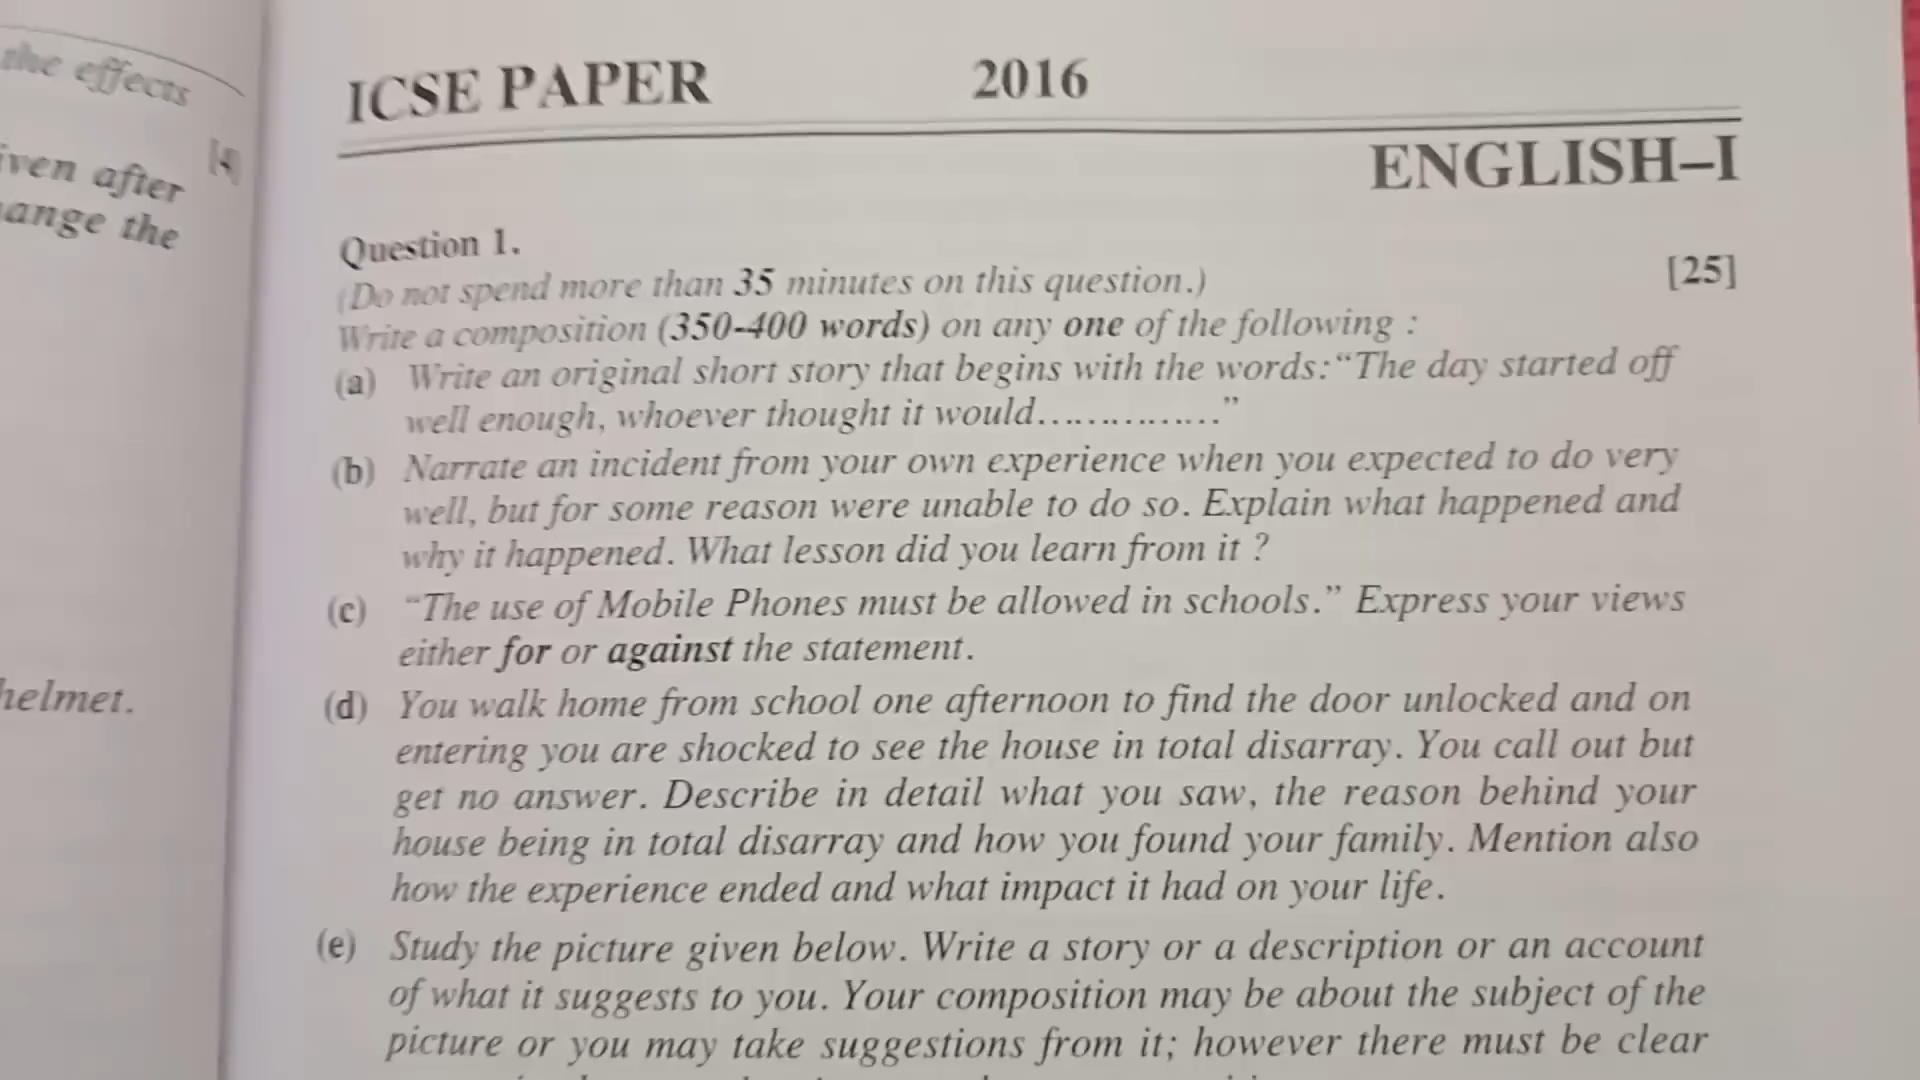 the effects
[4]
iven after
ange the
helmet.
ICSE PAPER 2016
ENGLISH–I
Question 1.
(Do not spend more than 35 minutes on this question.) [25]
Write a composition (350-400 words) on any one of the following :
(a) Write an original short story that begins with the words:“The day started off
well enough, whoever thought it would...............”
(b) Narrate an incident from your own experience when you expected to do very
well, but for some reason were unable to do so. Explain what happened and
why it happened. What lesson did you learn from it ?
(c) “The use of Mobile Phones must be allowed in schools.” Express your views
either for or against the statement.
(d) You walk home from school one afternoon to find the door unlocked and on
entering you are shocked to see the house in total disarray. You call out but
get no answer. Describe in detail what you saw, the reason behind your
house being in total disarray and how you found your family. Mention also
how the experience ended and what impact it had on your life.
(e) Study the picture given below. Write a story or a description or an account
of what it suggests to you. Your composition may be about the subject of the
picture or you may take suggestions from it; however there must be clear